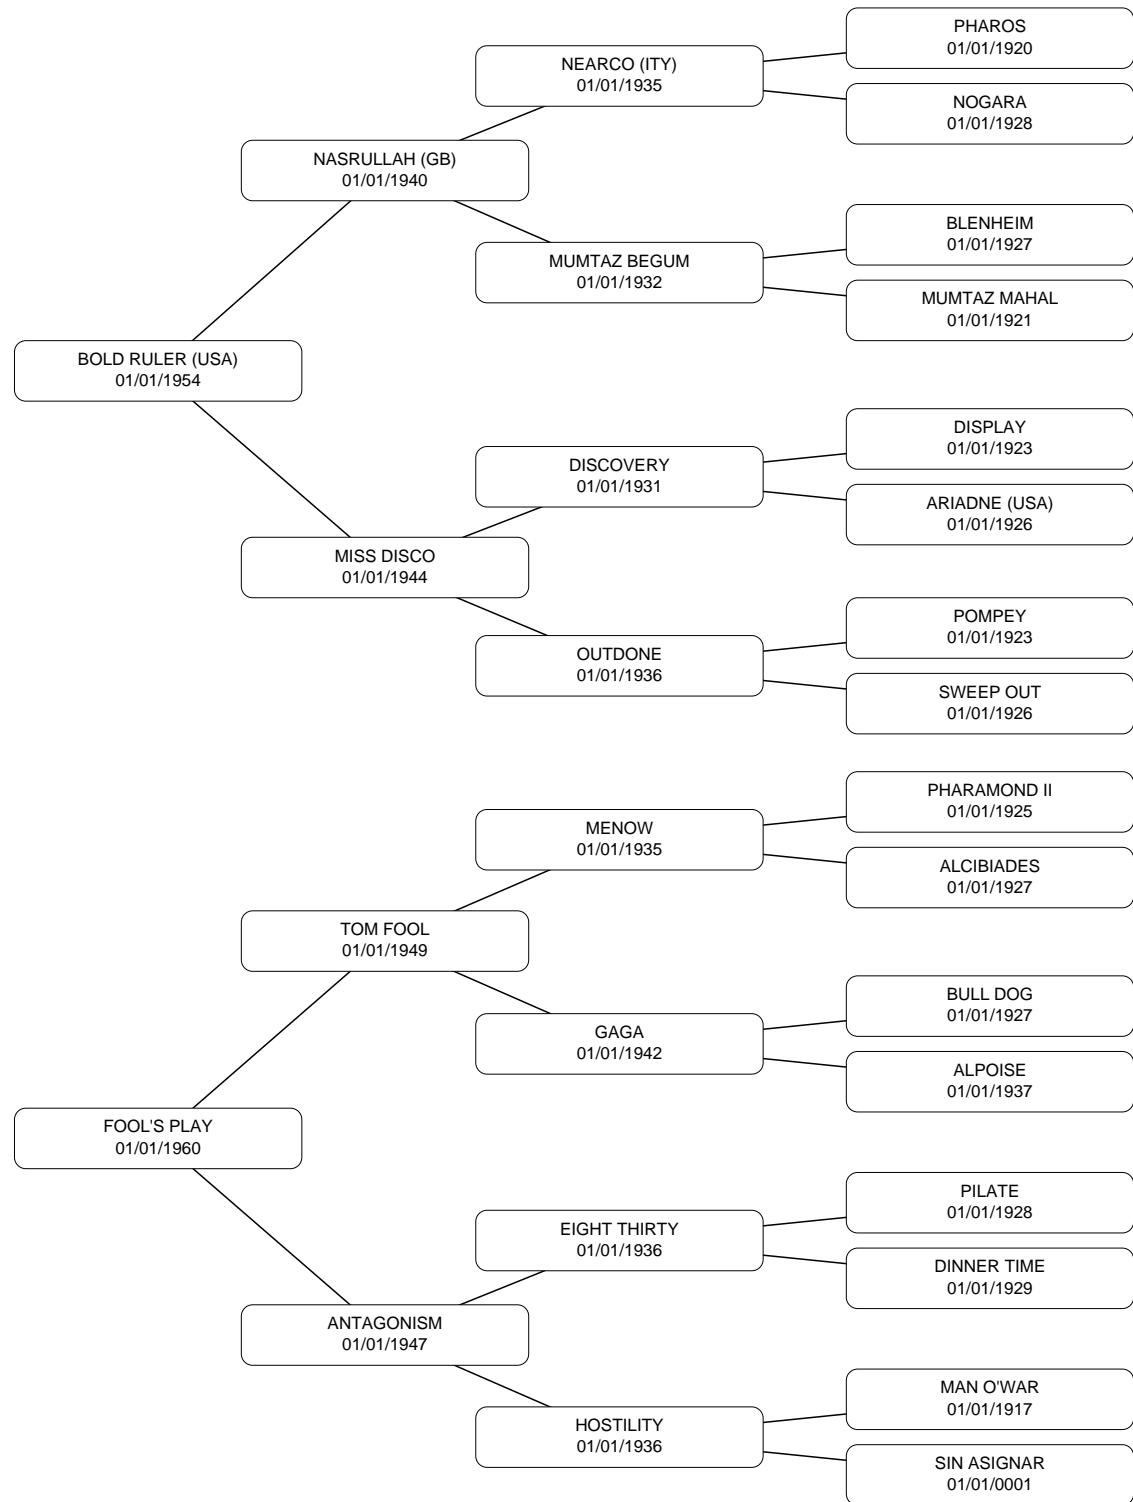 PHAROS
01/01/1920
NEARCO (ITY)
01/01/1935
NOGARA
01/01/1928
NASRULLAH (GB)
01/01/1940
BLENHEIM
01/01/1927
MUMTAZ BEGUM
01/01/1932
MUMTAZ MAHAL
01/01/1921
BOLD RULER (USA)
01/01/1954
DISPLAY
01/01/1923
DISCOVERY
01/01/1931
ARIADNE (USA)
01/01/1926
MISS DISCO
01/01/1944
POMPEY
01/01/1923
OUTDONE
01/01/1936
SWEEP OUT
01/01/1926
PHARAMOND II
01/01/1925
MENOW
01/01/1935
ALCIBIADES
01/01/1927
TOM FOOL
01/01/1949
BULL DOG
01/01/1927
GAGA
01/01/1942
ALPOISE
01/01/1937
FOOL'S PLAY
01/01/1960
PILATE
01/01/1928
EIGHT THIRTY
01/01/1936
DINNER TIME
01/01/1929
ANTAGONISM
01/01/1947
MAN O'WAR
01/01/1917
HOSTILITY
01/01/1936
SIN ASIGNAR
01/01/0001